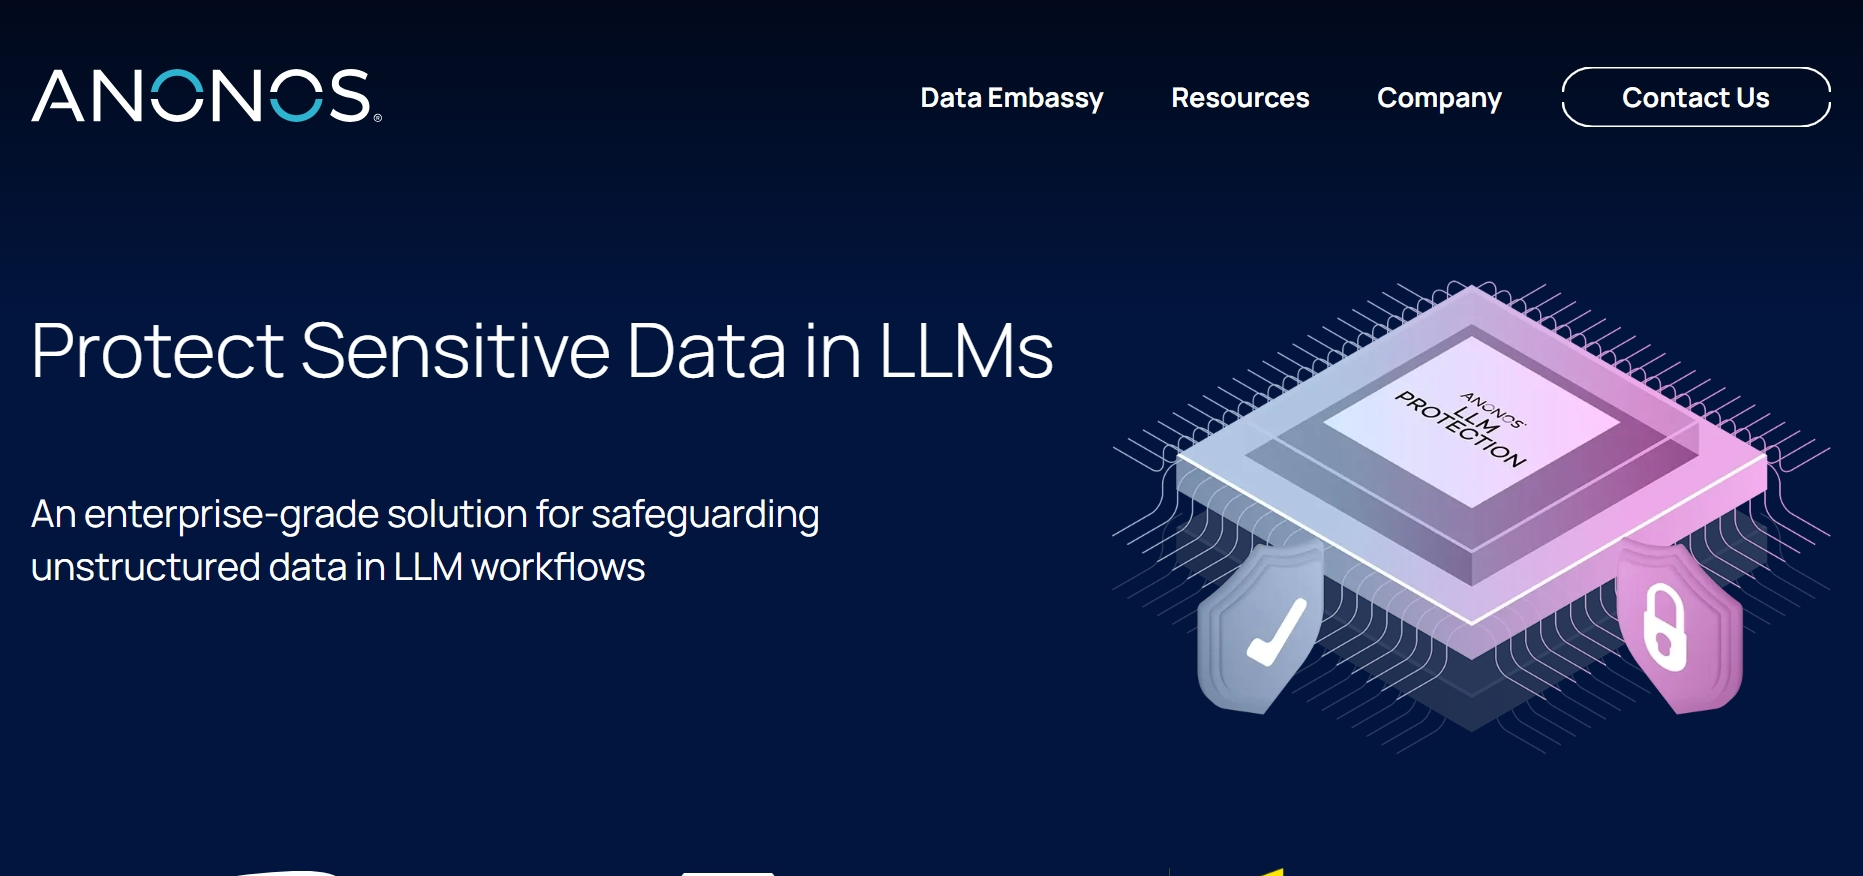 ANONOS®
Data Embassy
Resources
Company
Contact Us
Protect Sensitive Data in LLMs
An enterprise-grade solution for safeguarding
unstructured data in LLM workflows
ANONOS
LLM
PROTECTION